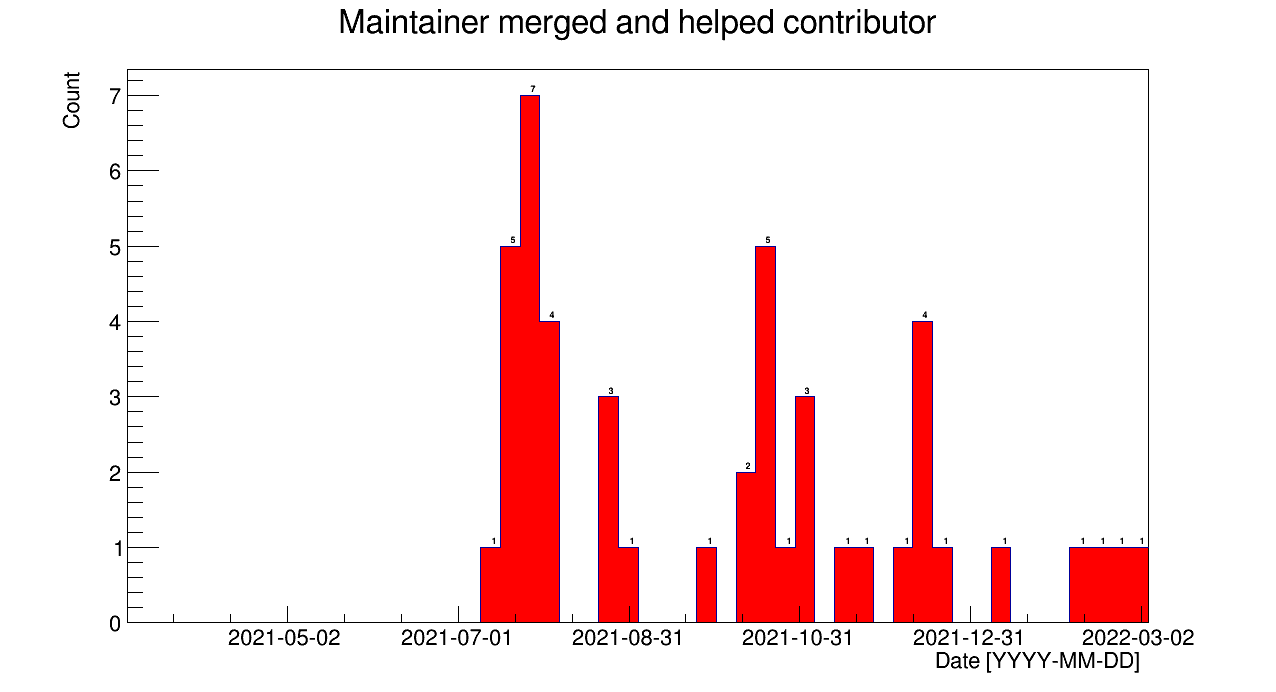 Maintainer merged and helped contributor
Count
7
6
5
4
3
2
1
0
1 5 7 4 3 1 1 2 5 1 3 1 1 1 4 1 1 1 1 1 1
2021-05-02 2021-07-01 2021-08-31 2021-10-31 2021-12-31 2022-03-02
Date [YYYY-MM-DD]